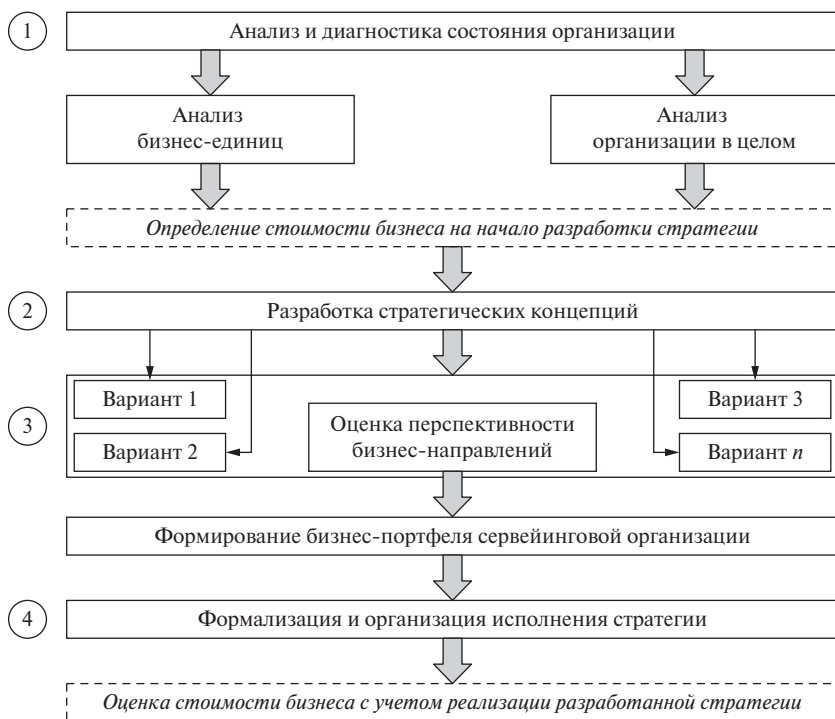 1
Анализ и диагностика состояния организации
Анализ
бизнес-единиц
Анализ
организации в целом
Определение стоимости бизнеса на начало разработки стратегии
2
Разработка стратегических концепций
3
Вариант 1
Вариант 2
Оценка перспективности
бизнес-направлений
Вариант 3
Вариант n
Формирование бизнес-портфеля сервейинговой организации
4
Формализация и организация исполнения стратегии
Оценка стоимости бизнеса с учетом реализации разработанной стратегии